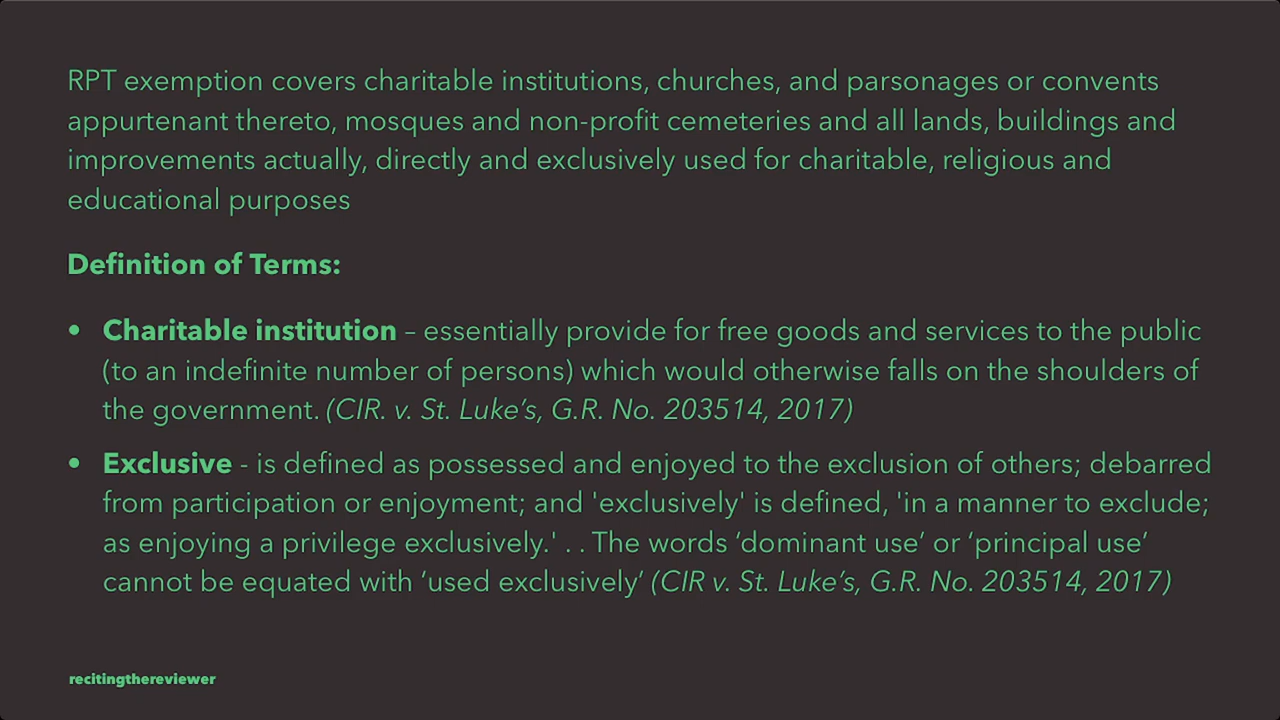 RPT exemption covers charitable institutions, churches, and parsonages or convents
appurtenant thereto, mosques and non-profit cemeteries and all lands, buildings and
improvements actually, directly and exclusively used for charitable, religious and
educational purposes
Definition of Terms:
• Charitable institution – essentially provide for free goods and services to the public
(to an indefinite number of persons) which would otherwise falls on the shoulders of
the government. (CIR. v. St. Luke’s, G.R. No. 203514, 2017)
• Exclusive - is defined as possessed and enjoyed to the exclusion of others; debarred
from participation or enjoyment; and 'exclusively' is defined, 'in a manner to exclude;
as enjoying a privilege exclusively.' . . The words ‘dominant use’ or ‘principal use’
cannot be equated with ‘used exclusively’ (CIR v. St. Luke’s, G.R. No. 203514, 2017)
recitingthereviewer